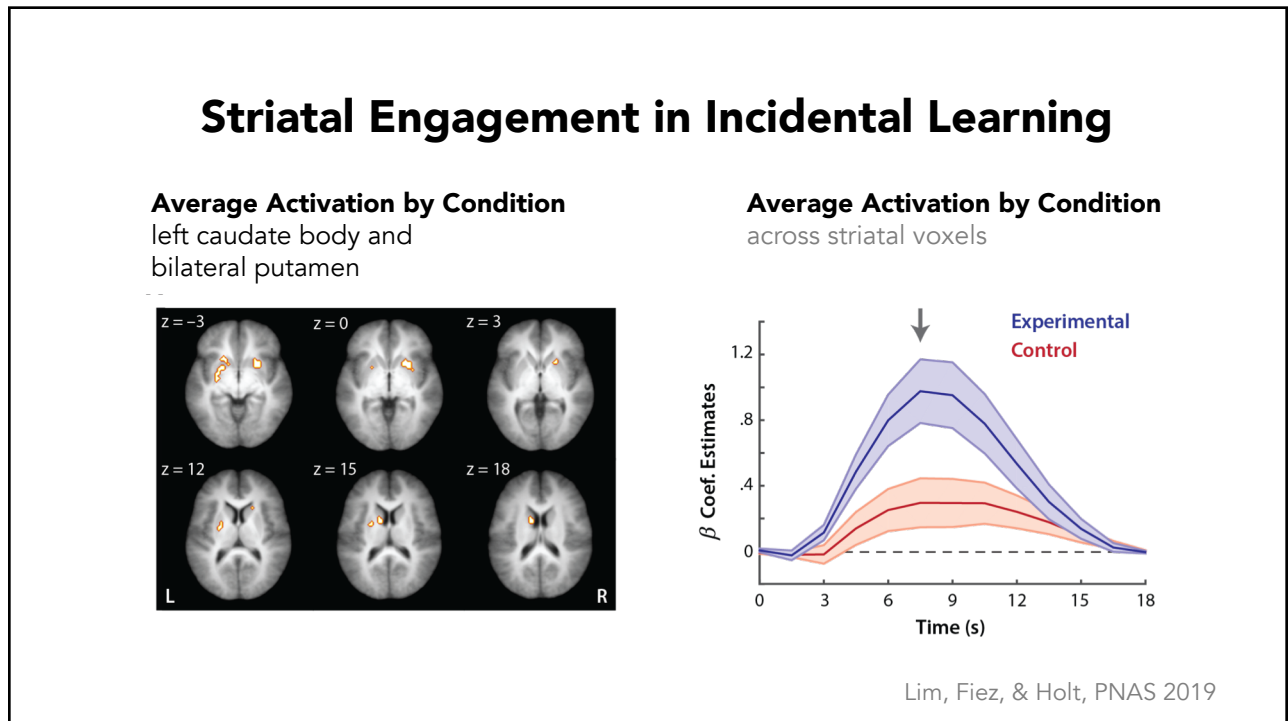 Striatal Engagement in Incidental Learning
Average Activation by Condition
left caudate body and
bilateral putamen
z = −3
z = 0
z = 3
z = 12
z = 15
z = 18
L
R
Average Activation by Condition
across striatal voxels
Experimental
Control
β Coef. Estimates
1.2
.8
.4
0
0 3 6 9 12 15 18
Time (s)
Lim, Fiez, & Holt, PNAS 2019